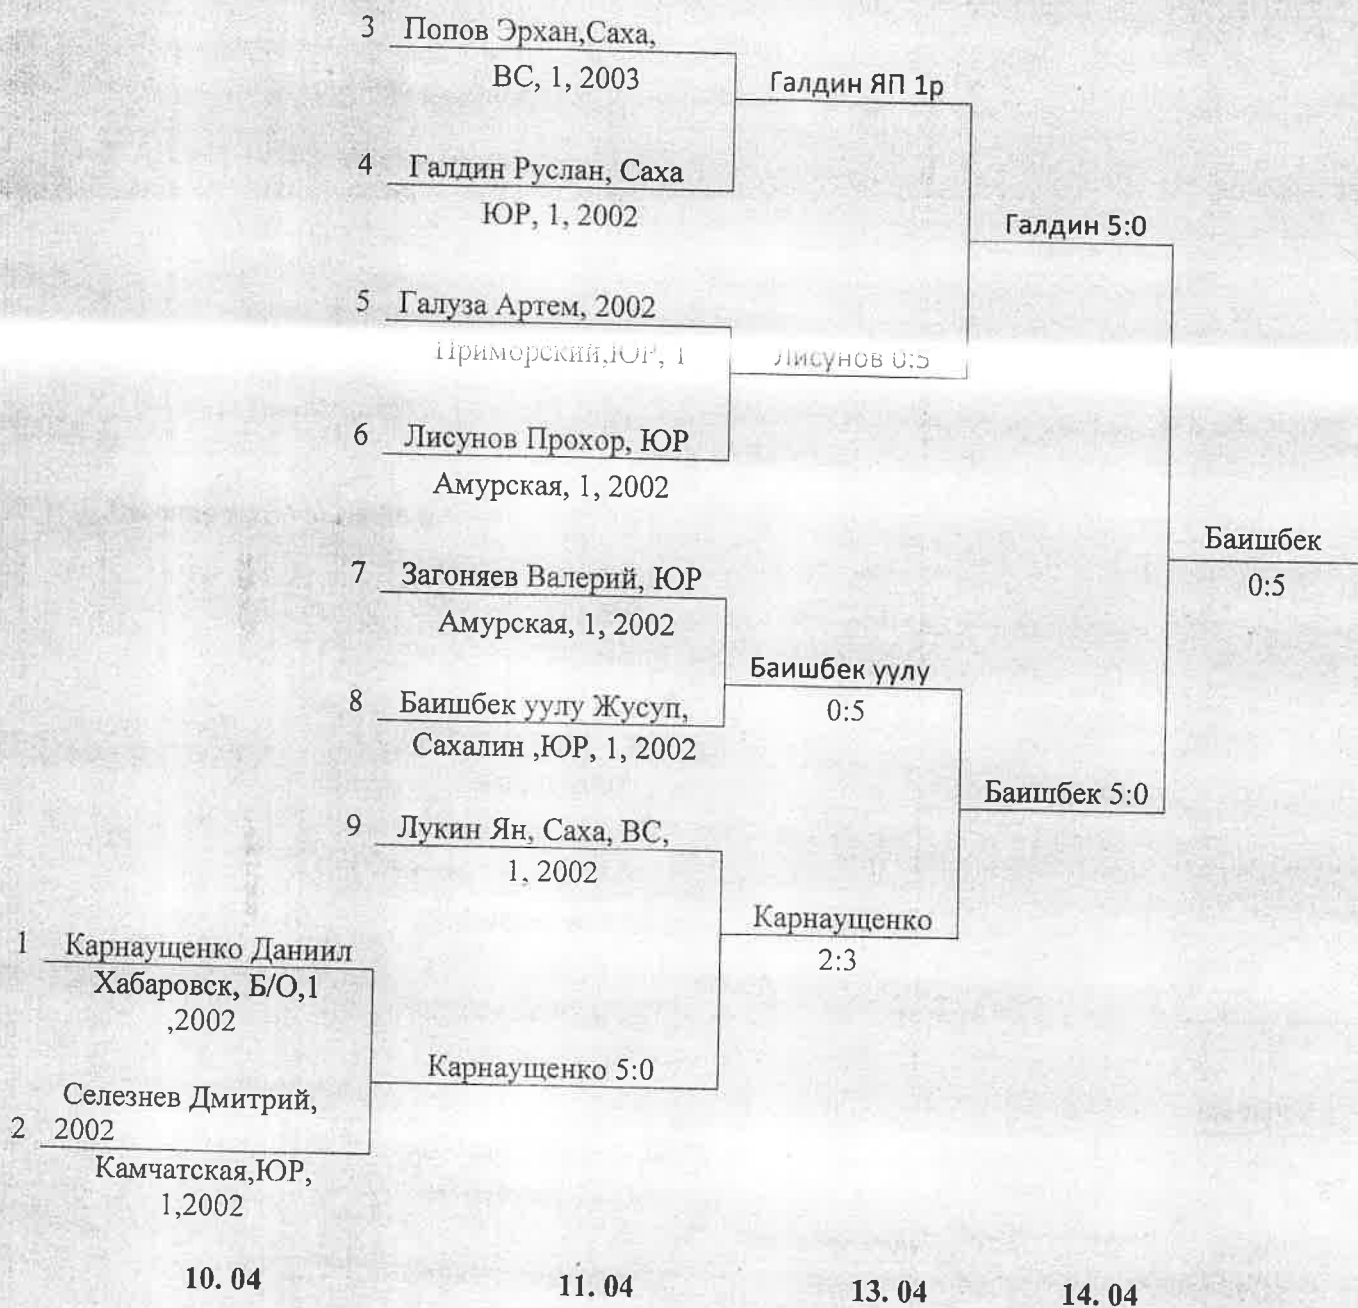 3 Попов Эрхан,Саха,
ВС, 1, 2003
Галдин ЯП 1р
4 Галдин Руслан, Саха
ЮР, 1, 2002
Галдин 5:0
5 Галуза Артем, 2002
Приморский,ЮР, 1
Лисунов 0:5
6 Лисунов Прохор, ЮР
Амурская, 1, 2002
Баишбек
0:5
7 Загоняев Валерий, ЮР
Амурская, 1, 2002
Баишбек уулу
0:5
8 Баишбек уулу Жусуп,
Сахалин ,ЮР, 1, 2002
Баишбек 5:0
9 Лукин Ян, Саха, ВС,
1, 2002
Карнаущенко
2:3
1 Карнаущенко Даниил
Хабаровск, Б/О,1
,2002
Карнаущенко 5:0
Селезнев Дмитрий,
2 2002
Камчатская,ЮР,
1,2002
10. 04 11. 04 13. 04 14. 04